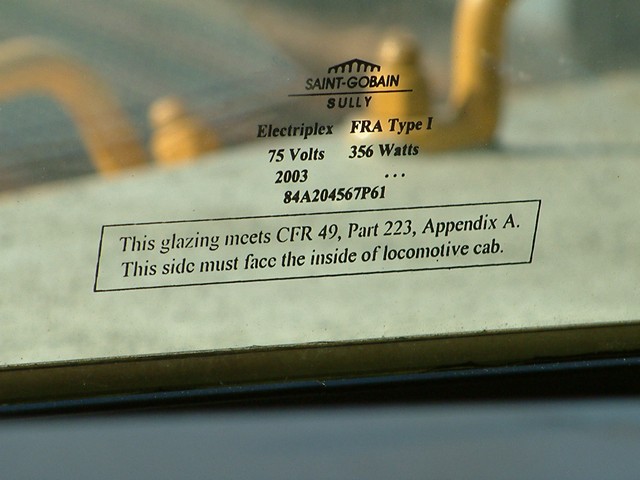 SAINT-GOBAIN
SULLY
Electriplex FRA Type I
75 Volts 356 Watts
2003 ...
84A204567P61
This glazing meets CFR 49, Part 223, Appendix A.
This side must face the inside of locomotive cab.